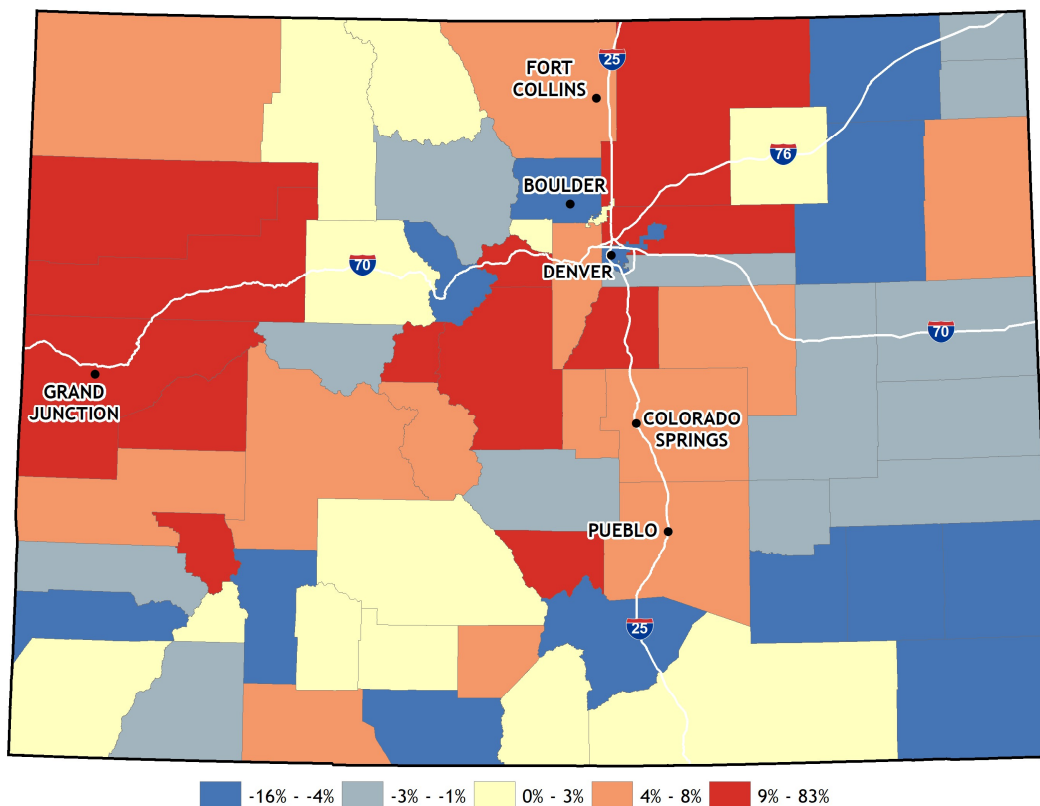 25
FORT
COLLINS
76
BOULDER
70
DENVER
70
GRAND
JUNCTION
COLORADO
SPRINGS
PUEBLO
25
-16% - -4%
-3% - -1%
0% - 3%
4% - 8%
9% - 83%